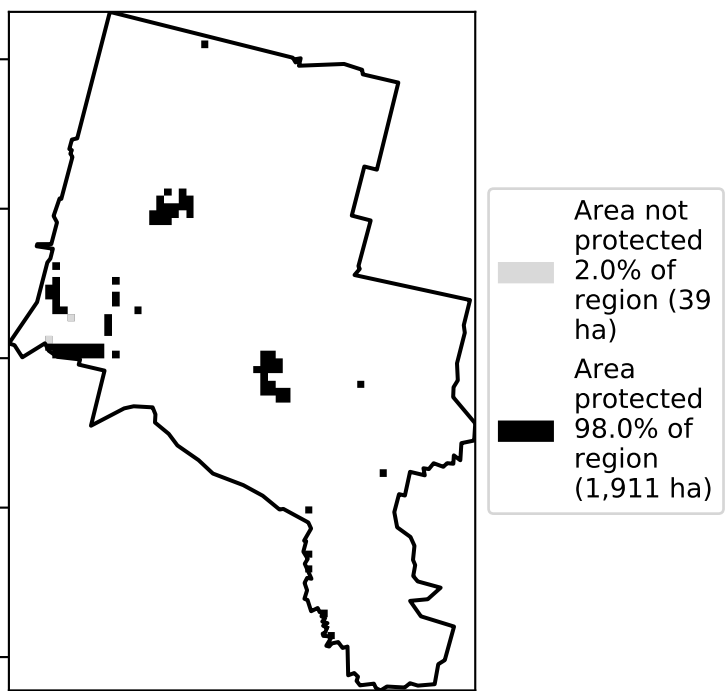 Area not
protected
2.0% of
region (39
ha)
Area
protected
98.0% of
region
(1,911 ha)